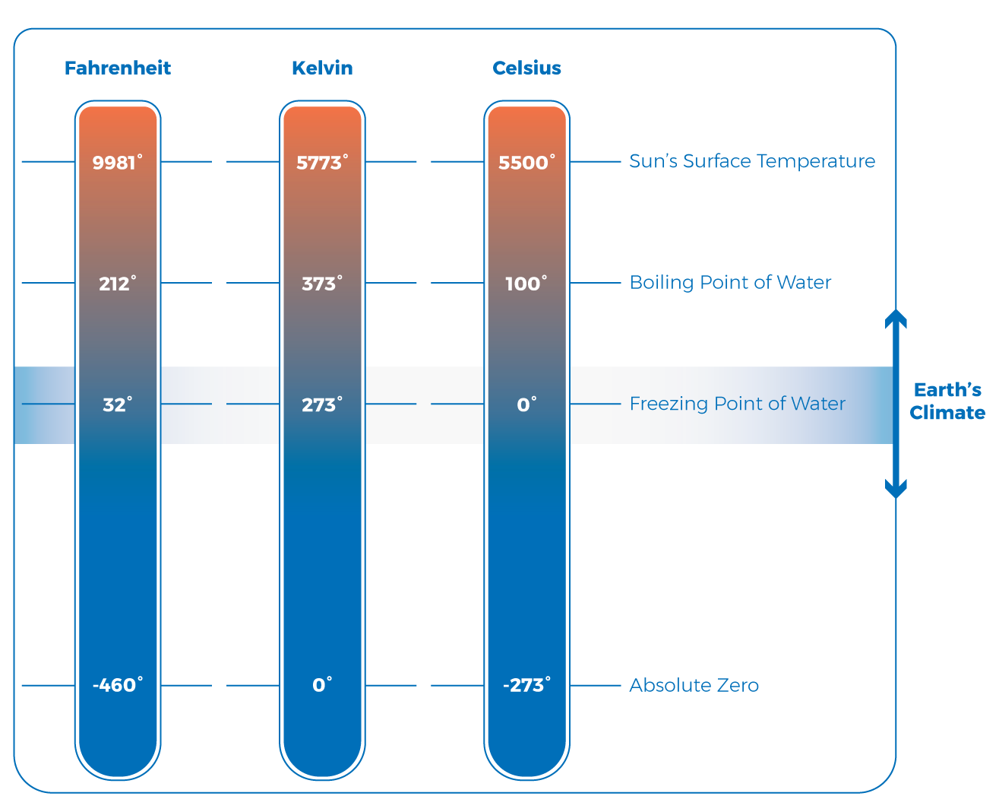 Fahrenheit Kelvin Celsius
9981° 5773° 5500° Sun's Surface Temperature
212° 373° 100° Boiling Point of Water
32° 273° 0° Freezing Point of Water
Earth's
Climate
-460° 0° -273° Absolute Zero